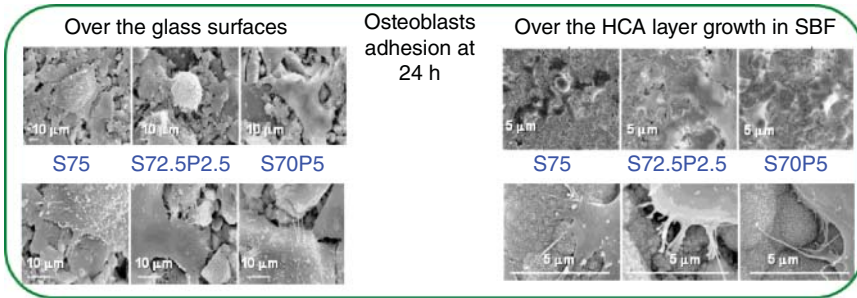 Over the glass surfaces
Osteoblasts
adhesion at
24 h
Over the HCA layer growth in SBF
10 µm 10 µm 10 µm
5 µm 5 µm 5 µm
S75 S72.5P2.5 S70P5
S75 S72.5P2.5 S70P5
10 µm 10 µm 10 µm
5 µm 5 µm 5 µm